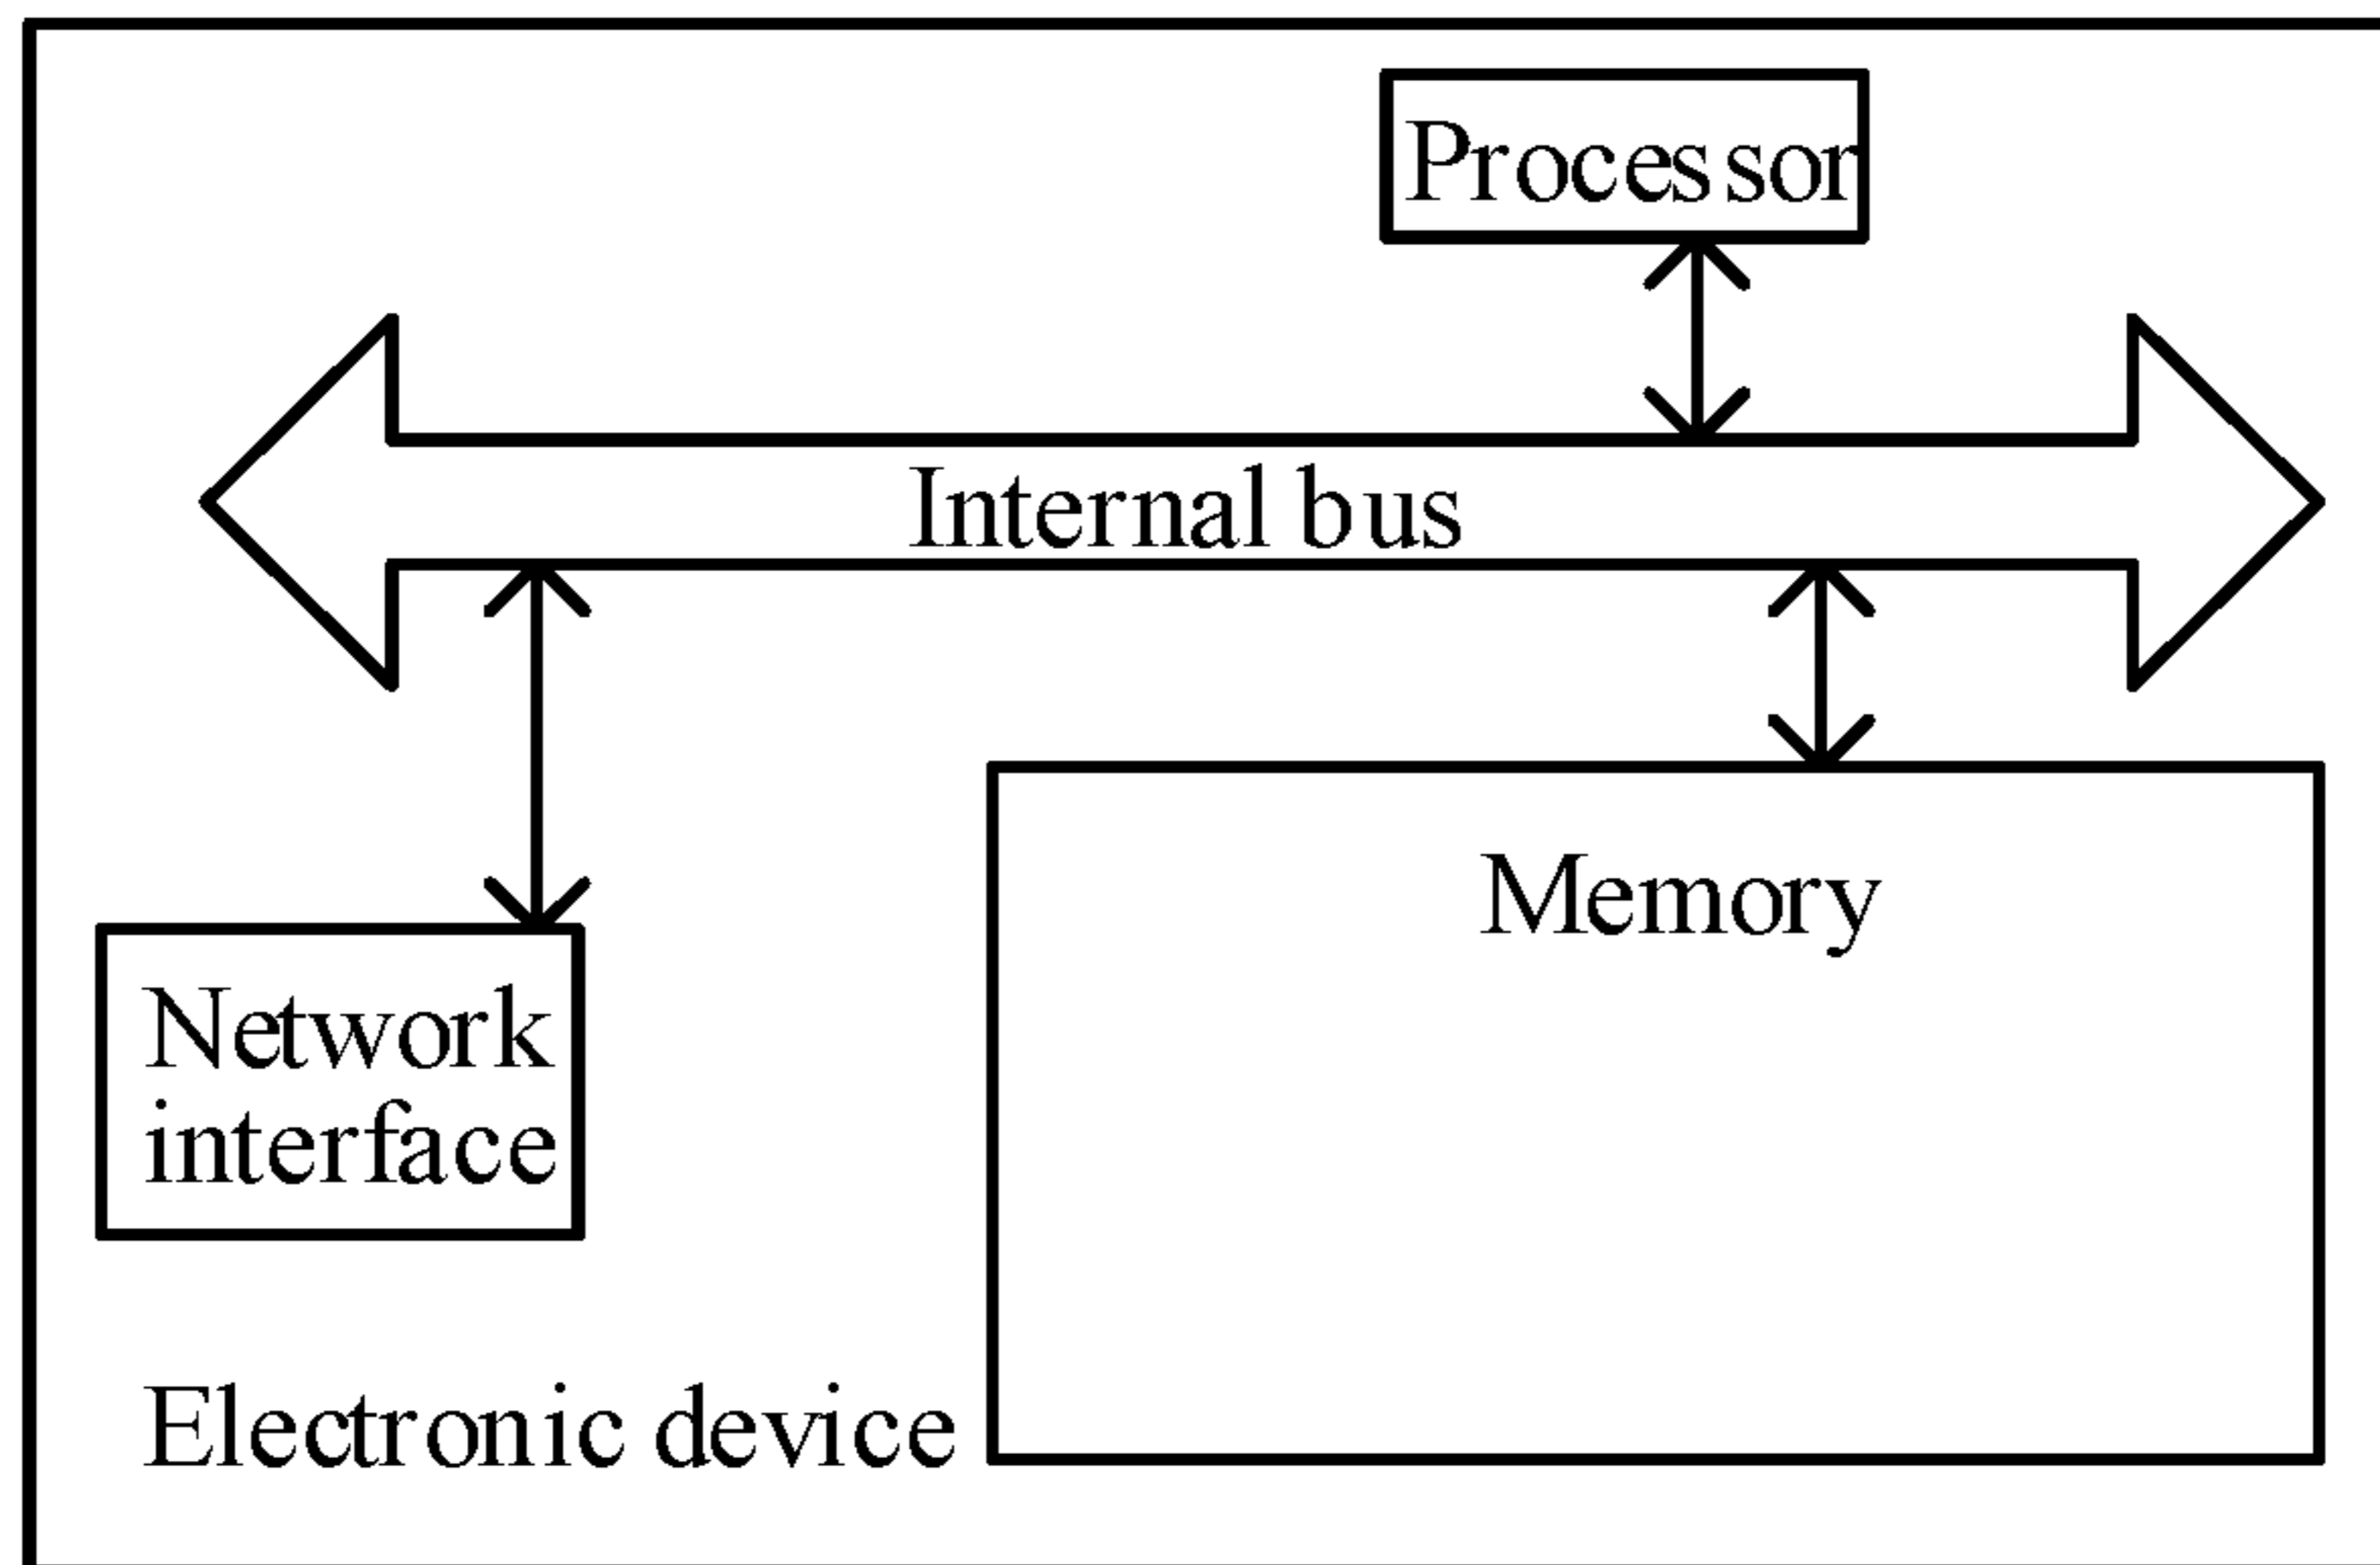 Processor
Internal bus
Memory
Network
interface
Electronic device